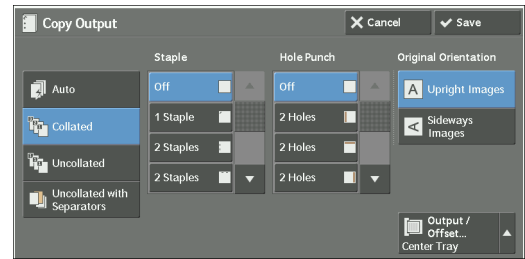 Copy Output
Cancel
Save
Staple
Hole Punch
Original Orientation
Auto
Collated
Uncollated
Uncollated with
Separators
Off
1 Staple
2 Staples
2 Staples
Off
2 Holes
2 Holes
2 Holes
A Upright Images
A Sideways
Images
Output /
Offset...
Center Tray